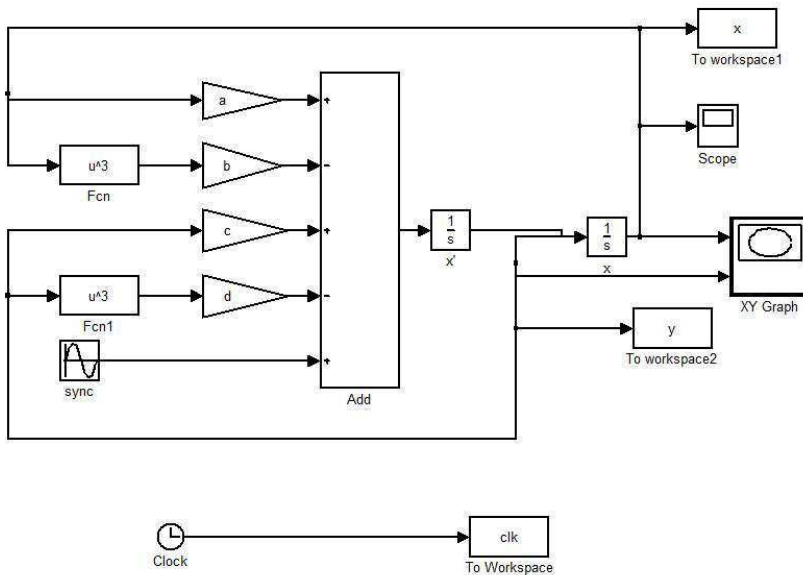 x
To workspace1
a
+
u^3
b
-
Fcn
Scope
c
+
1
s
x'
1
s
x
u^3
d
-
Fcn1
XY Graph
y
To workspace2
+
sync
Add
clk
Clock
To Workspace